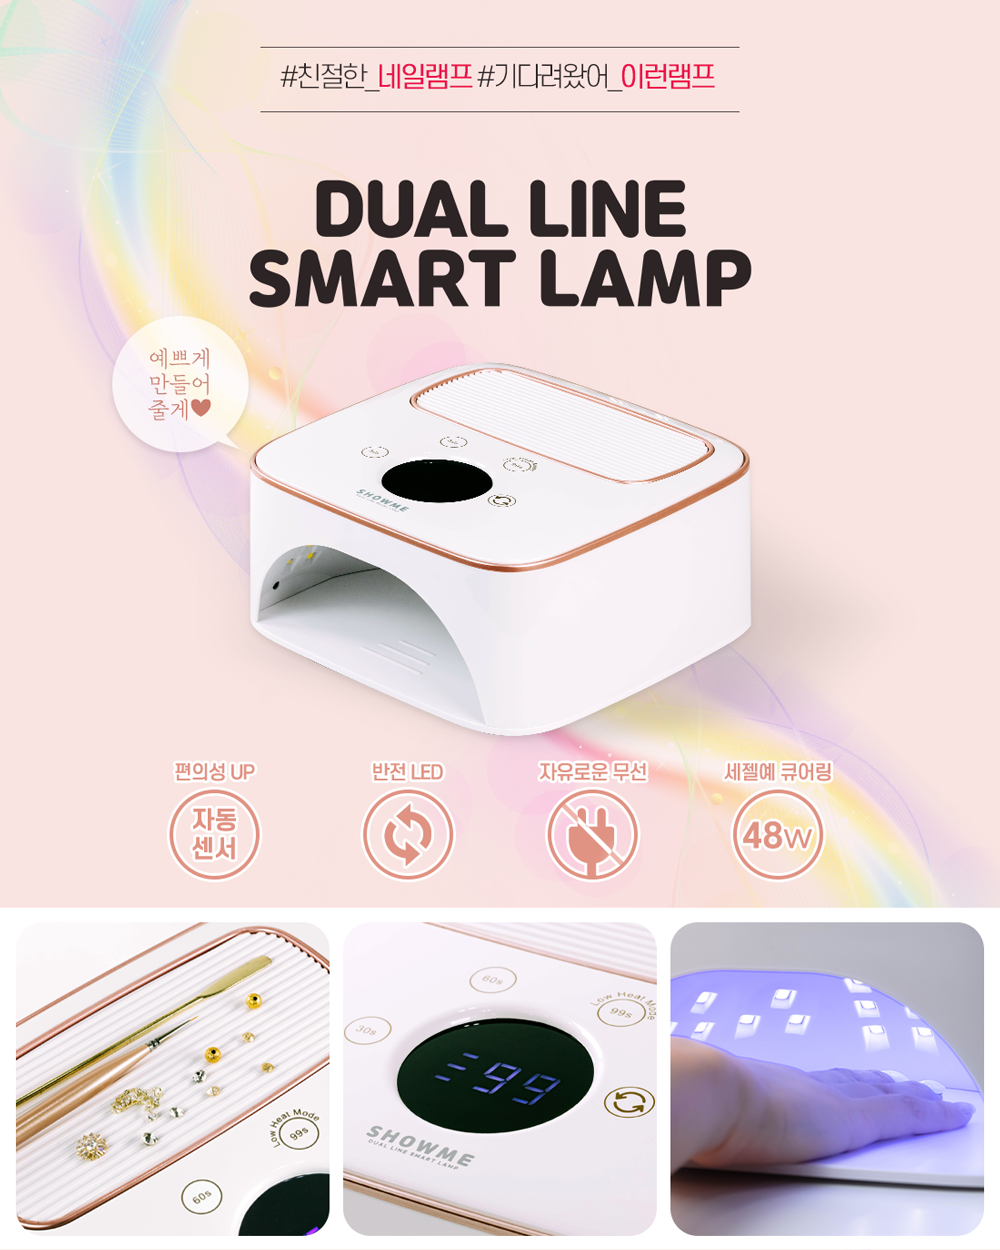 #친절한_네일램프 #기다려왔어_이런램프
DUAL LINE
SMART LAMP
예쁘게
만들어
줄게♥
SHOWME
편의성 UP
반전 LED
자유로운 무선
세젤예 큐어링
자동
센서
48W
Low Heat Mode
99s
60s
60s
Low Heat Mode
99s
30s
99
SHOWME
DUAL LINE SMART LAMP